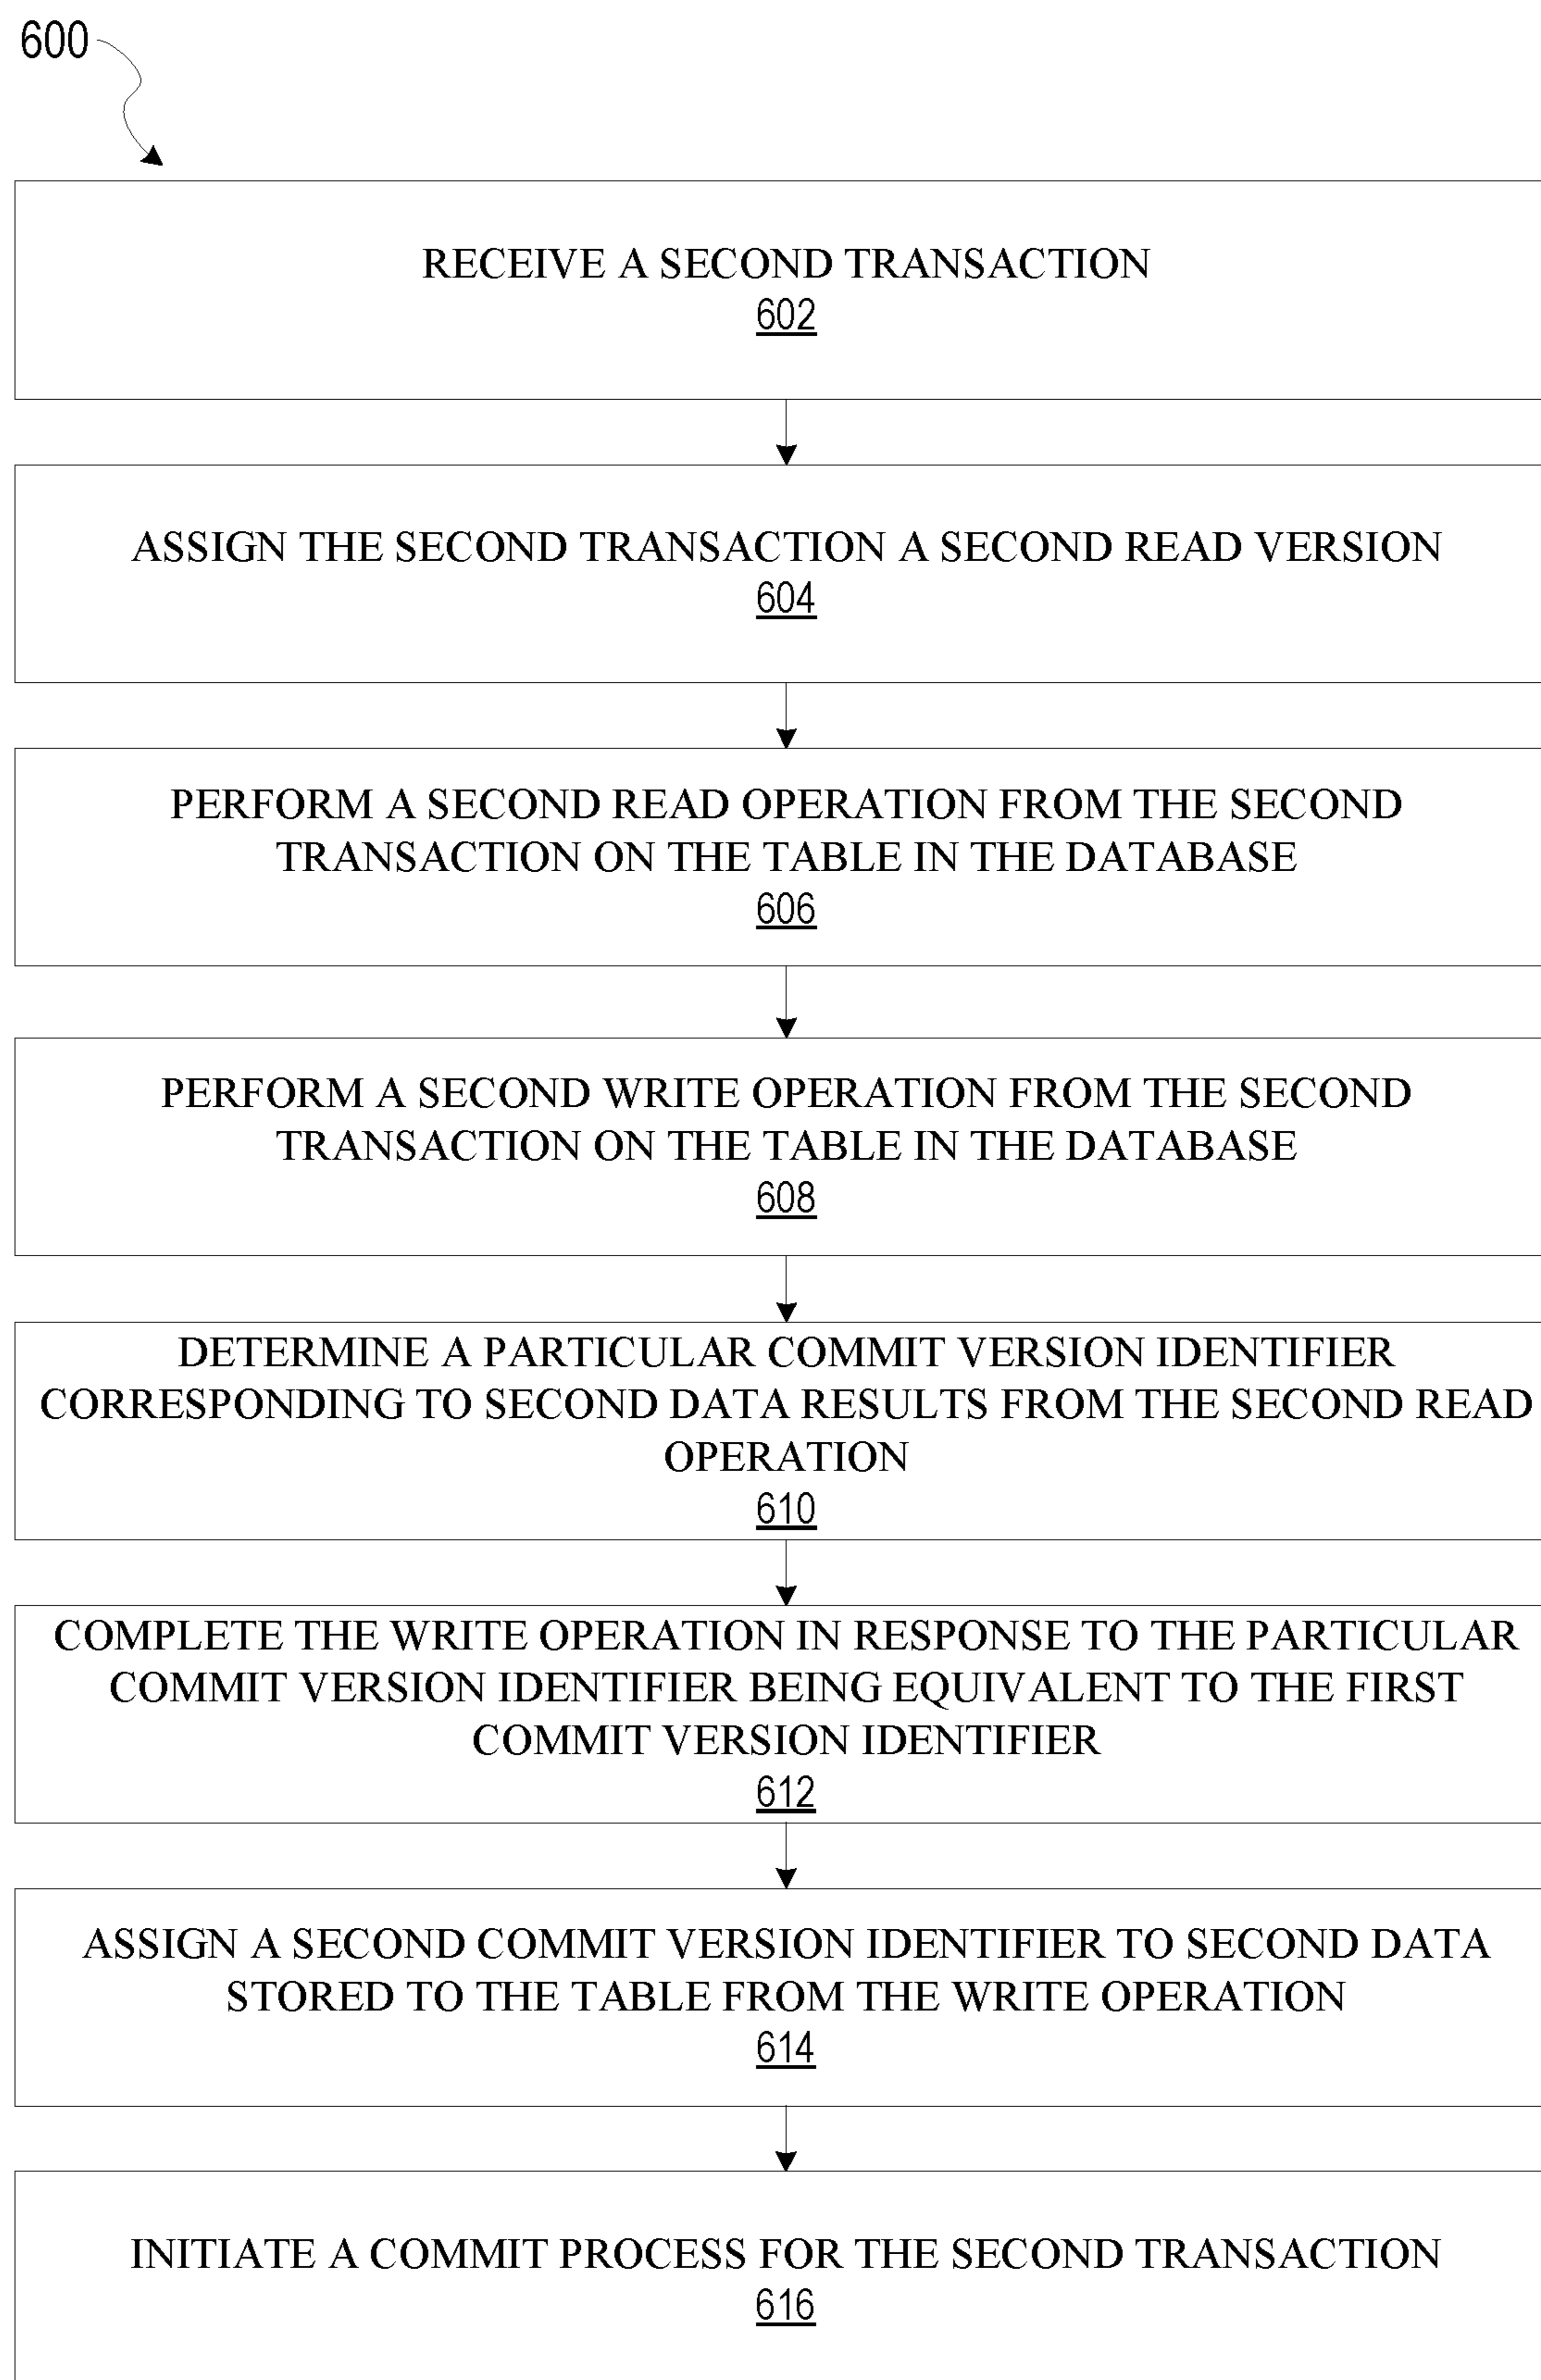 600
RECEIVE A SECOND TRANSACTION
602
ASSIGN THE SECOND TRANSACTION A SECOND READ VERSION
604
PERFORM A SECOND READ OPERATION FROM THE SECOND
TRANSACTION ON THE TABLE IN THE DATABASE
606
PERFORM A SECOND WRITE OPERATION FROM THE SECOND
TRANSACTION ON THE TABLE IN THE DATABASE
608
DETERMINE A PARTICULAR COMMIT VERSION IDENTIFIER
CORRESPONDING TO SECOND DATA RESULTS FROM THE SECOND READ
OPERATION
610
COMPLETE THE WRITE OPERATION IN RESPONSE TO THE PARTICULAR
COMMIT VERSION IDENTIFIER BEING EQUIVALENT TO THE FIRST
COMMIT VERSION IDENTIFIER
612
ASSIGN A SECOND COMMIT VERSION IDENTIFIER TO SECOND DATA
STORED TO THE TABLE FROM THE WRITE OPERATION
614
INITIATE A COMMIT PROCESS FOR THE SECOND TRANSACTION
616